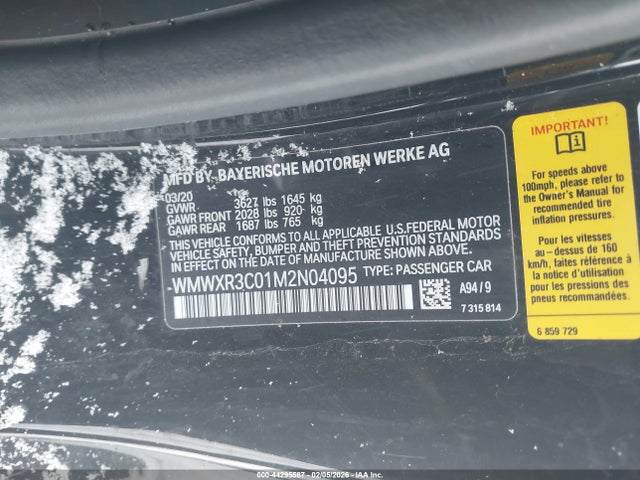 MFD BY BAYERISCHE MOTOREN WERKE AG
03/20
GVWR 3627 lbs 1645 kg
GAWR FRONT 2028 lbs 920 kg
GAWR REAR 1687 lbs 765 kg
THIS VEHICLE CONFORMS TO ALL APPLICABLE U.S.FEDERAL MOTOR
VEHICLE SAFETY, BUMPER AND THEFT PREVENTION STANDARDS
IN EFFECT ON THE DATE OF MANUFACTURE SHOWN ABOVE.
WMWXR3C01M2N04095 TYPE: PASSENGER CAR
A94 / 9
7 315 814
IMPORTANT!
For speeds above
100mph, please refer to
the Owner's Manual for
recommended tire
inflation pressures.
Pour les vitesses
au-dessus de 160
km/h, faites référence
au manuel de bord pour
les pressions des pneus
recommandées.
6 859 729
000-44295587 - 02/05/2026 - IAA Inc.